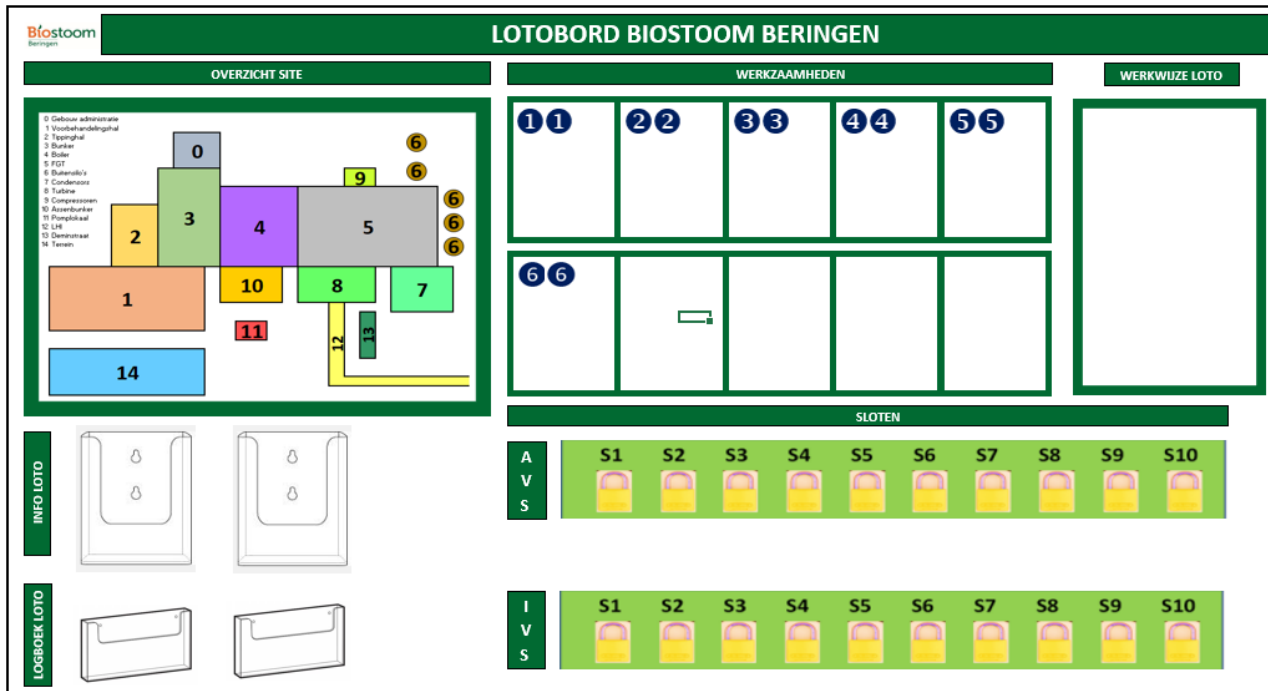 Biostoom
Beringen
LOTOBORD BIOSTOOM BERINGEN
OVERZICHT SITE
0 Gebouw administratie
1 Voorbehandelingshal
2 Tippinghal
3 Bunker
4 Boiler
5 FGT
6 Buitensilo's
7 Condensors
8 Turbine
9 Compressoren
10 Assenbunker
11 Pomplokaal
12 LHI
13 Deminstraat
14 Terrein
0
6
6
9
3
4
5
6
2
6
6
1
10
8
7
11
12
13
14
WERKZAAMHEDEN
1 1
2 2
3 3
4 4
5 5
6 6
WERKWIJZE LOTO
INFO LOTO
LOGBOEK LOTO
SLOTEN
A
V
S
S1 S2 S3 S4 S5 S6 S7 S8 S9 S10
I
V
S
S1 S2 S3 S4 S5 S6 S7 S8 S9 S10